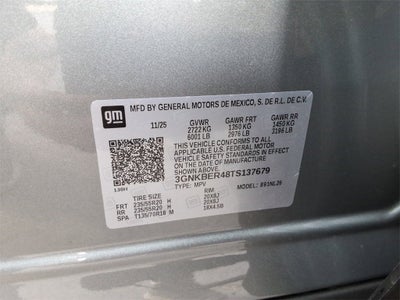 gm
MFD BY GENERAL MOTORS DE MEXICO, S. DE R.L. DE C.V.
11/25 GVWR GAWR FRT GAWR RR
2722 KG 1350 KG 1450 KG
6001 LB 2976 LB 3196 LB
THIS VEHICLE CONFORMS TO ALL
APPLICABLE U.S. FEDERAL MOTOR
VEHICLE SAFETY STANDARDS IN
EFFECT ON THE DATE OF
MANUFACTURE SHOWN ABOVE.
3GNKBER48TS137679
TYPE: MPV MODEL:
TIRE SIZE RIM
FRT 235/55R20 H 20X8J
RR 235/55R20 H 20X8J
SPA T135/70R18 M 18X4.5B